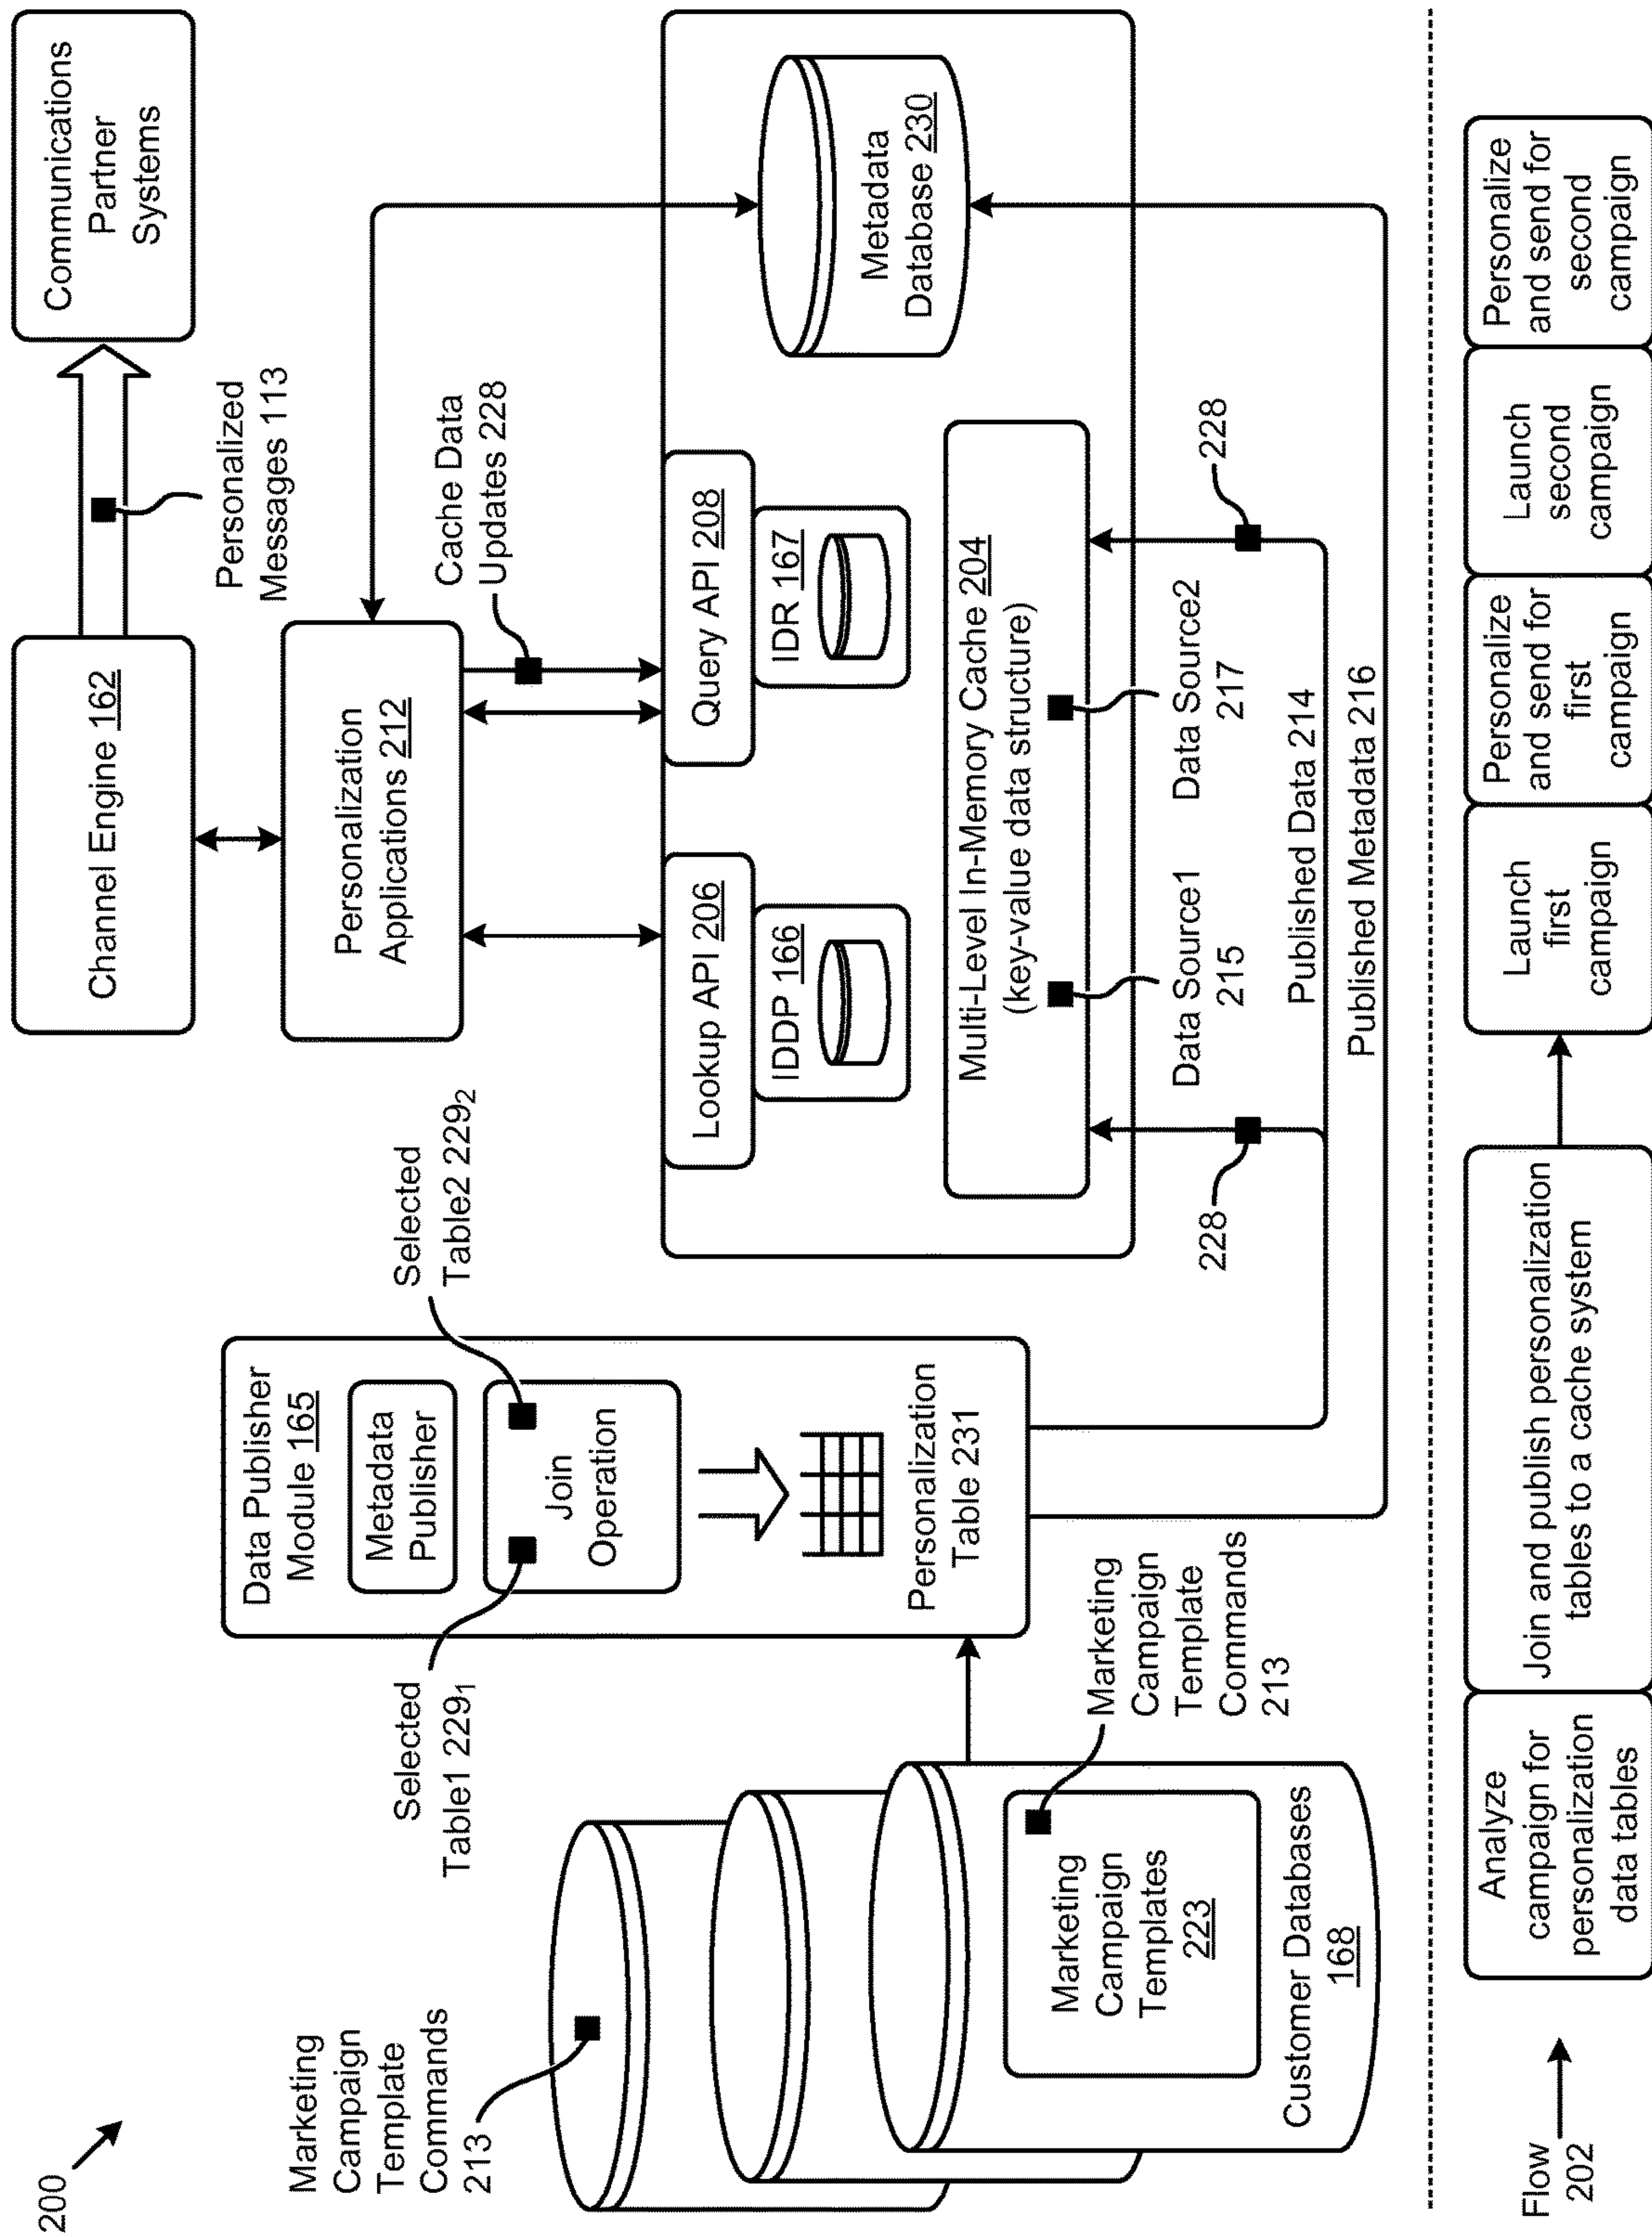 200
Marketing
Campaign
Template
Commands
213
Marketing
Campaign
Templates
223
Customer Databases
168
Marketing
Campaign
Template
Commands
213
Data Publisher
Module 165
Metadata
Publisher
Join
Operation
Selected
Table1 229₁
Selected
Table2 229₂
Personalization
Table 231
Channel Engine 162
Communications
Partner
Systems
Personalized
Messages 113
Personalization
Applications 212
Cache Data
Updates 228
Lookup API 206
IDDP 166
Query API 208
IDR 167
Multi-Level In-Memory Cache 204
(key-value data structure)
Metadata
Database 230
Data Source1
215
Data Source2
217
228
228
Published Data 214
Published Metadata 216
Flow
202
Analyze
campaign for
personalization
data tables
Join and publish personalization
tables to a cache system
Launch
first
campaign
Personalize
and send for
first
campaign
Launch
second
campaign
Personalize
and send for
second
campaign